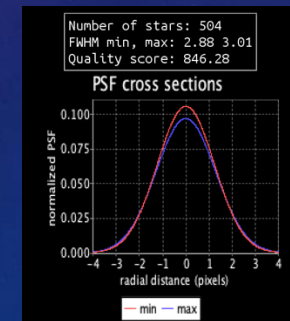 Number of stars: 504
FWHM min, max: 2.88 3.01
Quality score: 846.28
PSF cross sections
normalized PSF
0.100
0.075
0.050
0.025
0.000
-4 -3 -2 -1 0 1 2 3 4
radial distance (pixels)
min max